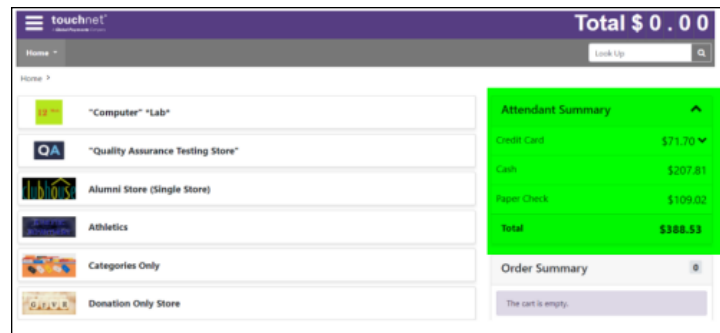 touchnet®
Total $ 0 . 0 0
Home
Look Up
Home >
"Computer" *Lab*
QA
"Quality Assurance Testing Store"
clubhouse
Alumni Store (Single Store)
Athletics
Categories Only
GIVE
Donation Only Store
Attendant Summary
Credit Card $71.70
Cash $207.81
Paper Check $109.02
Total $388.53
Order Summary 0
The cart is empty.